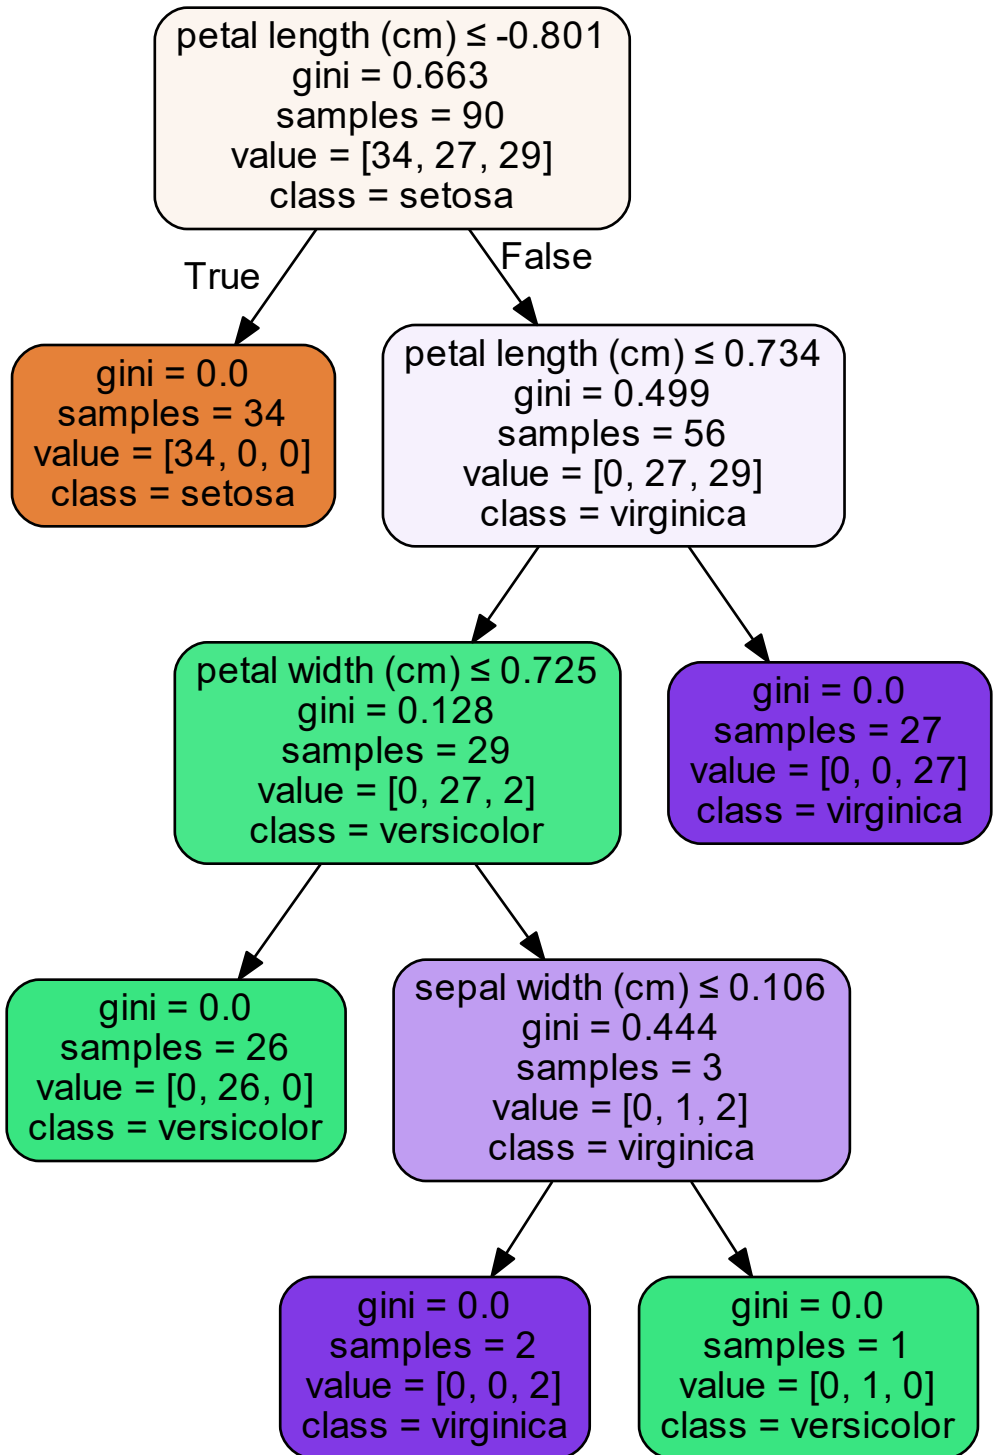 petal length (cm) ≤ -0.801
gini = 0.663
samples = 90
value = [34, 27, 29]
class = setosa
True
False
gini = 0.0
samples = 34
value = [34, 0, 0]
class = setosa
petal length (cm) ≤ 0.734
gini = 0.499
samples = 56
value = [0, 27, 29]
class = virginica
petal width (cm) ≤ 0.725
gini = 0.128
samples = 29
value = [0, 27, 2]
class = versicolor
gini = 0.0
samples = 27
value = [0, 0, 27]
class = virginica
gini = 0.0
samples = 26
value = [0, 26, 0]
class = versicolor
sepal width (cm) ≤ 0.106
gini = 0.444
samples = 3
value = [0, 1, 2]
class = virginica
gini = 0.0
samples = 2
value = [0, 0, 2]
class = virginica
gini = 0.0
samples = 1
value = [0, 1, 0]
class = versicolor